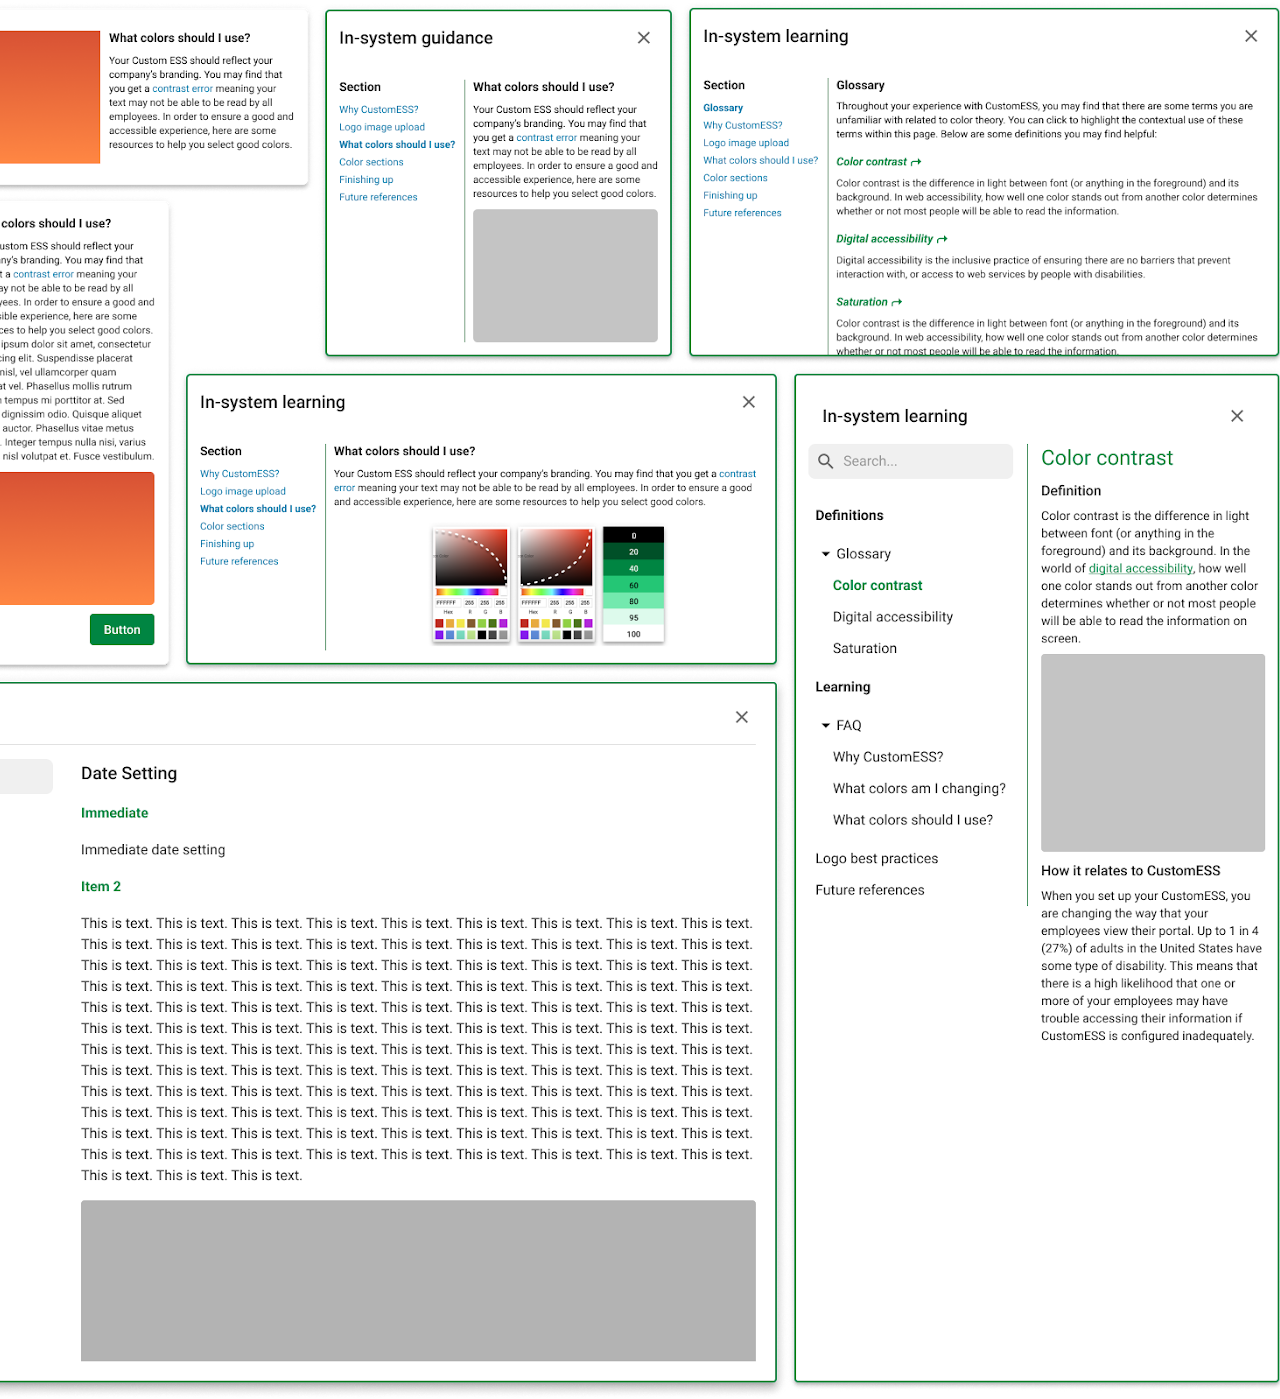 What colors should I use?
Your Custom ESS should reflect your
company's branding. You may find that
you get a contrast error meaning your
text may not be able to be read by all
employees. In order to ensure a good and
accessible experience, here are some
resources to help you select good colors.
In-system guidance
Section
Why CustomESS?
Logo image upload
What colors should I use?
Color sections
Finishing up
Future references
What colors should I use?
Your Custom ESS should reflect your
company's branding. You may find that
you get a contrast error meaning your
text may not be able to be read by all
employees. In order to ensure a good and
accessible experience, here are some
resources to help you select good colors.
In-system learning
Section
Glossary
Why CustomESS?
Logo image upload
What colors should I use?
Color sections
Finishing up
Future references
Glossary
Throughout your experience with CustomESS, you may find that there are some terms you are
unfamiliar with related to color theory. You can click to highlight the contextual use of these
terms within this page. Below are some definitions you may find helpful:
Color contrast
Color contrast is the difference in light between font (or anything in the foreground) and its
background. In web accessibility, how well one color stands out from another color determines
whether or not most people will be able to read the information.
Digital accessibility
Digital accessibility is the inclusive practice of ensuring there are no barriers that prevent
interaction with, or access to web services by people with disabilities.
Saturation
Color contrast is the difference in light between font (or anything in the foreground) and its
background. In web accessibility, how well one color stands out from another color determines
whether or not most people will be able to read the information.
colors should I use?
ustom ESS should reflect your
ny's branding. You may find that
t a contrast error meaning your
ay not be able to be read by all
yees. In order to ensure a good and
sible experience, here are some
ces to help you select good colors.
ipsum dolor sit amet, consectetur
cing elit. Suspendisse placerat
nisl, vel ullamcorper quam
at vel. Phasellus mollis rutrum
n tempus mi porttitor at. Sed
dignissim odio. Quisque aliquet
auctor. Phasellus vitae metus
. Integer tempus nulla nisi, varius
nisl volutpat et. Fusce vestibulum.
Button
In-system learning
Section
Why CustomESS?
Logo image upload
What colors should I use?
Color sections
Finishing up
Future references
What colors should I use?
Your Custom ESS should reflect your company's branding. You may find that you get a contrast
error meaning your text may not be able to be read by all employees. In order to ensure a good
and accessible experience, here are some resources to help you select good colors.
FFFFFF 255 255 255
Hex R G B
FFFFFF 255 255 255
Hex R G B
0
20
40
60
80
95
100
In-system learning
Search...
Definitions
Glossary
Color contrast
Digital accessibility
Saturation
Learning
FAQ
Why CustomESS?
What colors am I changing?
What colors should I use?
Logo best practices
Future references
Color contrast
Definition
Color contrast is the difference in light
between font (or anything in the
foreground) and its background. In the
world of digital accessibility, how well
one color stands out from another color
determines whether or not most people
will be able to read the information on
screen.
How it relates to CustomESS
When you set up your CustomESS, you
are changing the way that your
employees view their portal. Up to 1 in 4
(27%) of adults in the United States have
some type of disability. This means that
there is a high likelihood that one or
more of your employees may have
trouble accessing their information if
CustomESS is configured inadequately.
Date Setting
Immediate
Immediate date setting
Item 2
This is text. This is text. This is text. This is text. This is text. This is text. This is text. This is text. This is text.
This is text. This is text. This is text. This is text. This is text. This is text. This is text. This is text. This is text.
This is text. This is text. This is text. This is text. This is text. This is text. This is text. This is text. This is text.
This is text. This is text. This is text. This is text. This is text. This is text. This is text. This is text. This is text.
This is text. This is text. This is text. This is text. This is text. This is text. This is text. This is text. This is text.
This is text. This is text. This is text. This is text. This is text. This is text. This is text. This is text. This is text.
This is text. This is text. This is text. This is text. This is text. This is text. This is text. This is text. This is text.
This is text. This is text. This is text. This is text. This is text. This is text. This is text. This is text. This is text.
This is text. This is text. This is text. This is text. This is text. This is text. This is text. This is text. This is text.
This is text. This is text. This is text. This is text. This is text. This is text. This is text. This is text. This is text.
This is text. This is text. This is text. This is text. This is text. This is text. This is text. This is text. This is text.
This is text. This is text. This is text. This is text. This is text. This is text. This is text. This is text. This is text.
This is text. This is text. This is text.